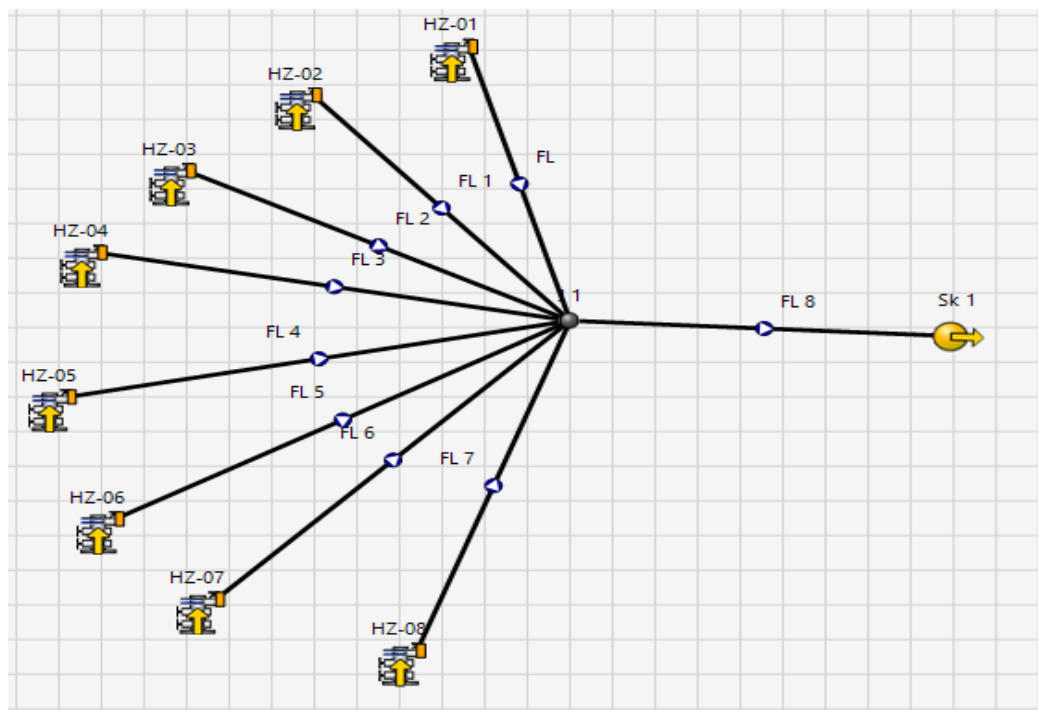 HZ-01
HZ-02
HZ-03
FL
FL 1
FL 2
HZ-04
FL 3
J 1
Sk 1
FL 8
FL 4
HZ-05
FL 5
FL 6
FL 7
HZ-06
HZ-07
HZ-08